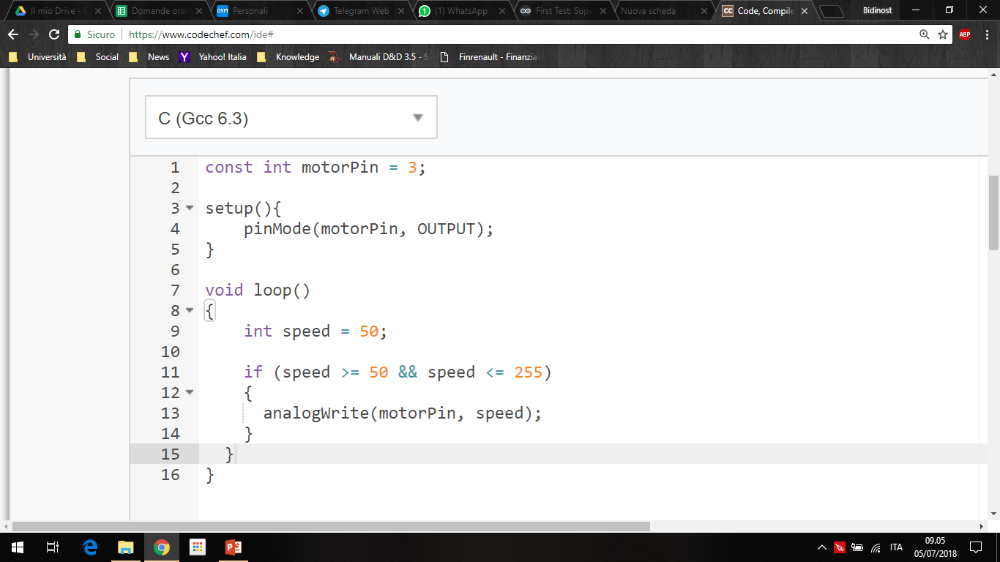 Il mio Drive - G
Domande oral
Personali
Telegram Web
(1) WhatsApp
First Test: Supe
Nuova scheda
Code, Compile
Bidinost
Sicuro
https://www.codechef.com/ide#
ABP
Università
Social
News
Yahoo! Italia
Knowledge
Manuali D&D 3.5 - S
Finrenault - Finanzia
C (Gcc 6.3)
1 const int motorPin = 3;
2
3 setup(){
4 pinMode(motorPin, OUTPUT);
5 }
6
7 void loop()
8 {
9 int speed = 50;
10
11 if (speed >= 50 && speed <= 255)
12 {
13 analogWrite(motorPin, speed);
14 }
15 }
16 }
ITA
09.05
05/07/2018